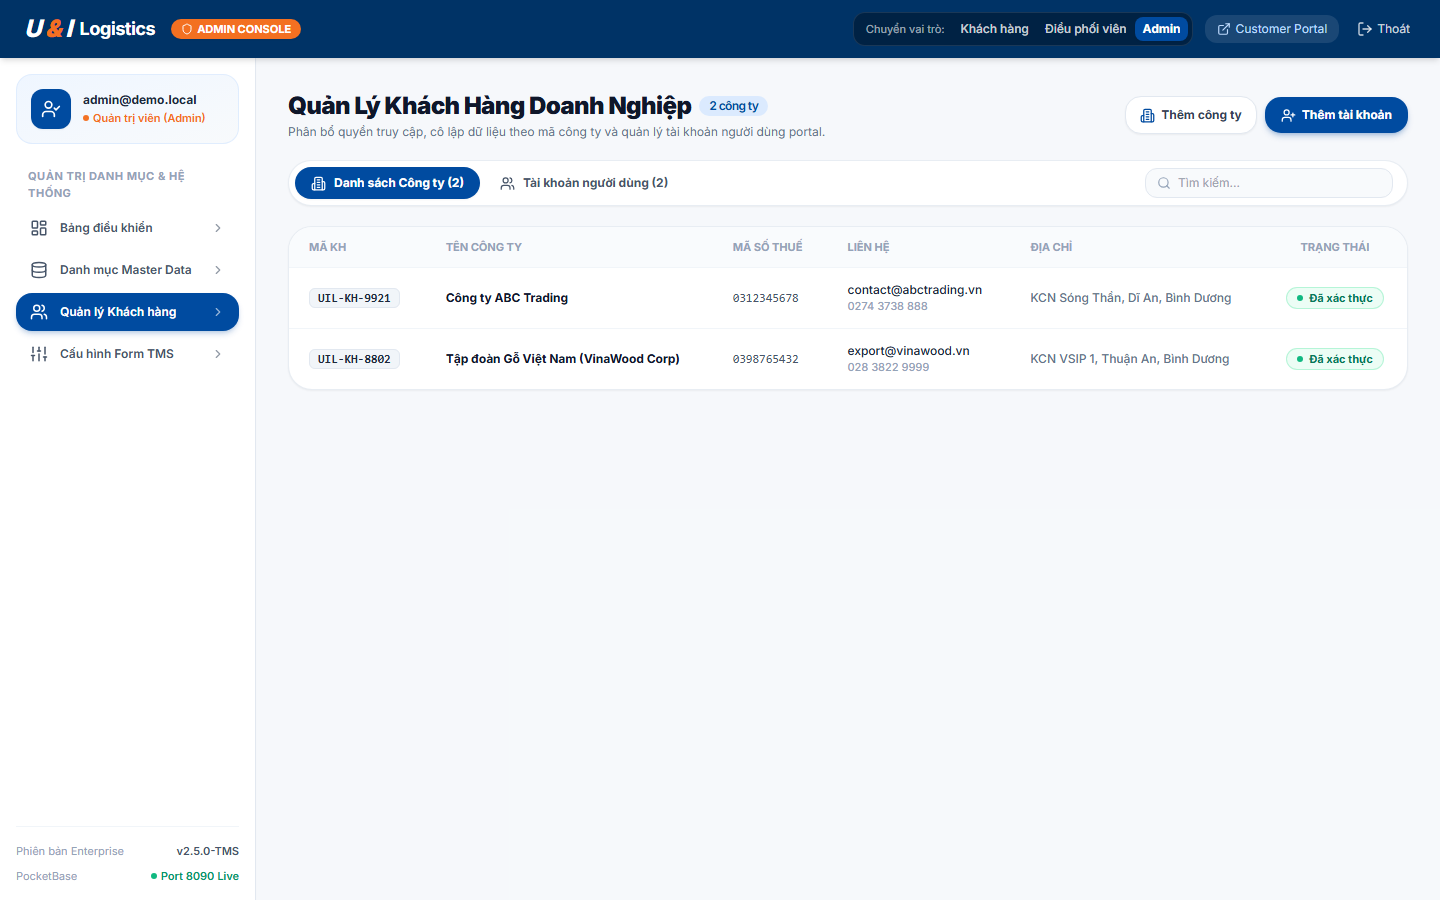 U&I Logistics
ADMIN CONSOLE
Chuyển vai trò:
Khách hàng
Điều phối viên
Admin
Customer Portal
Thoát
admin@demo.local
Quản trị viên (Admin)
QUẢN TRỊ DANH MỤC & HỆ
THỐNG
Bảng điều khiển
Danh mục Master Data
Quản lý Khách hàng
Cấu hình Form TMS
Phiên bản Enterprise
v2.5.0-TMS
PocketBase
Port 8090 Live
Quản Lý Khách Hàng Doanh Nghiệp
2 công ty
Phân bổ quyền truy cập, cô lập dữ liệu theo mã công ty và quản lý tài khoản người dùng portal.
Thêm công ty
Thêm tài khoản
Danh sách Công ty (2)
Tài khoản người dùng (2)
Tìm kiếm...
MÃ KH
TÊN CÔNG TY
MÃ SỐ THUẾ
LIÊN HỆ
ĐỊA CHỈ
TRẠNG THÁI
UIL-KH-9921
Công ty ABC Trading
0312345678
contact@abctrading.vn
0274 3738 888
KCN Sóng Thần, Dĩ An, Bình Dương
Đã xác thực
UIL-KH-8802
Tập đoàn Gỗ Việt Nam (VinaWood Corp)
0398765432
export@vinawood.vn
028 3822 9999
KCN VSIP 1, Thuận An, Bình Dương
Đã xác thực